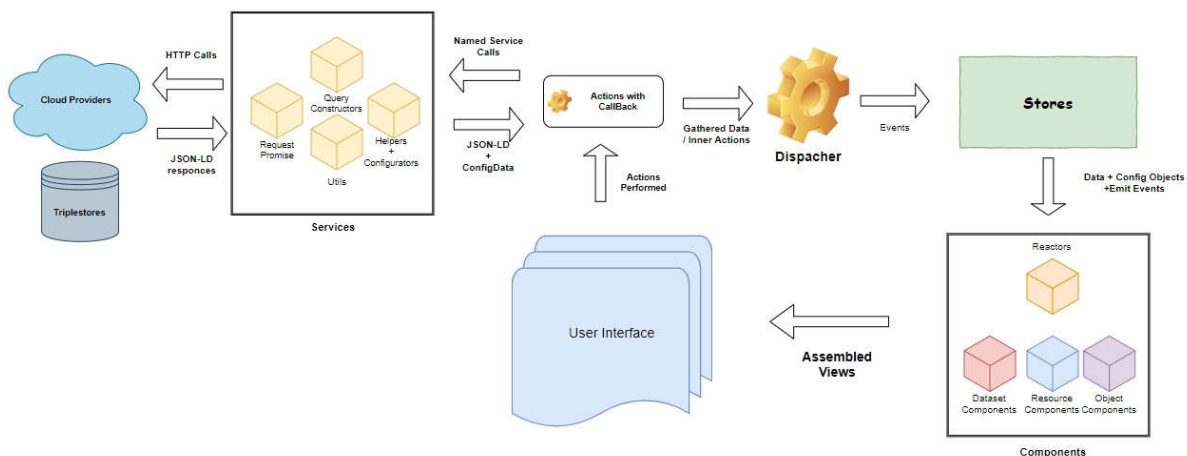 HTTP Calls
Cloud Providers
JSON-LD
responces
Triplestores
Query
Constructors
Request
Promise
Helpers
+
Configurators
Utils
Services
Named Service
Calls
JSON-LD
+
ConfigData
Actions with
CallBack
Actions
Performed
Gathered Data
/ Inner Actions
Dispacher
Events
Stores
Data + Config Objects
+Emit Events
Reactors
Dataset
Components
Resource
Components
Object
Components
Components
Assembled
Views
User Interface